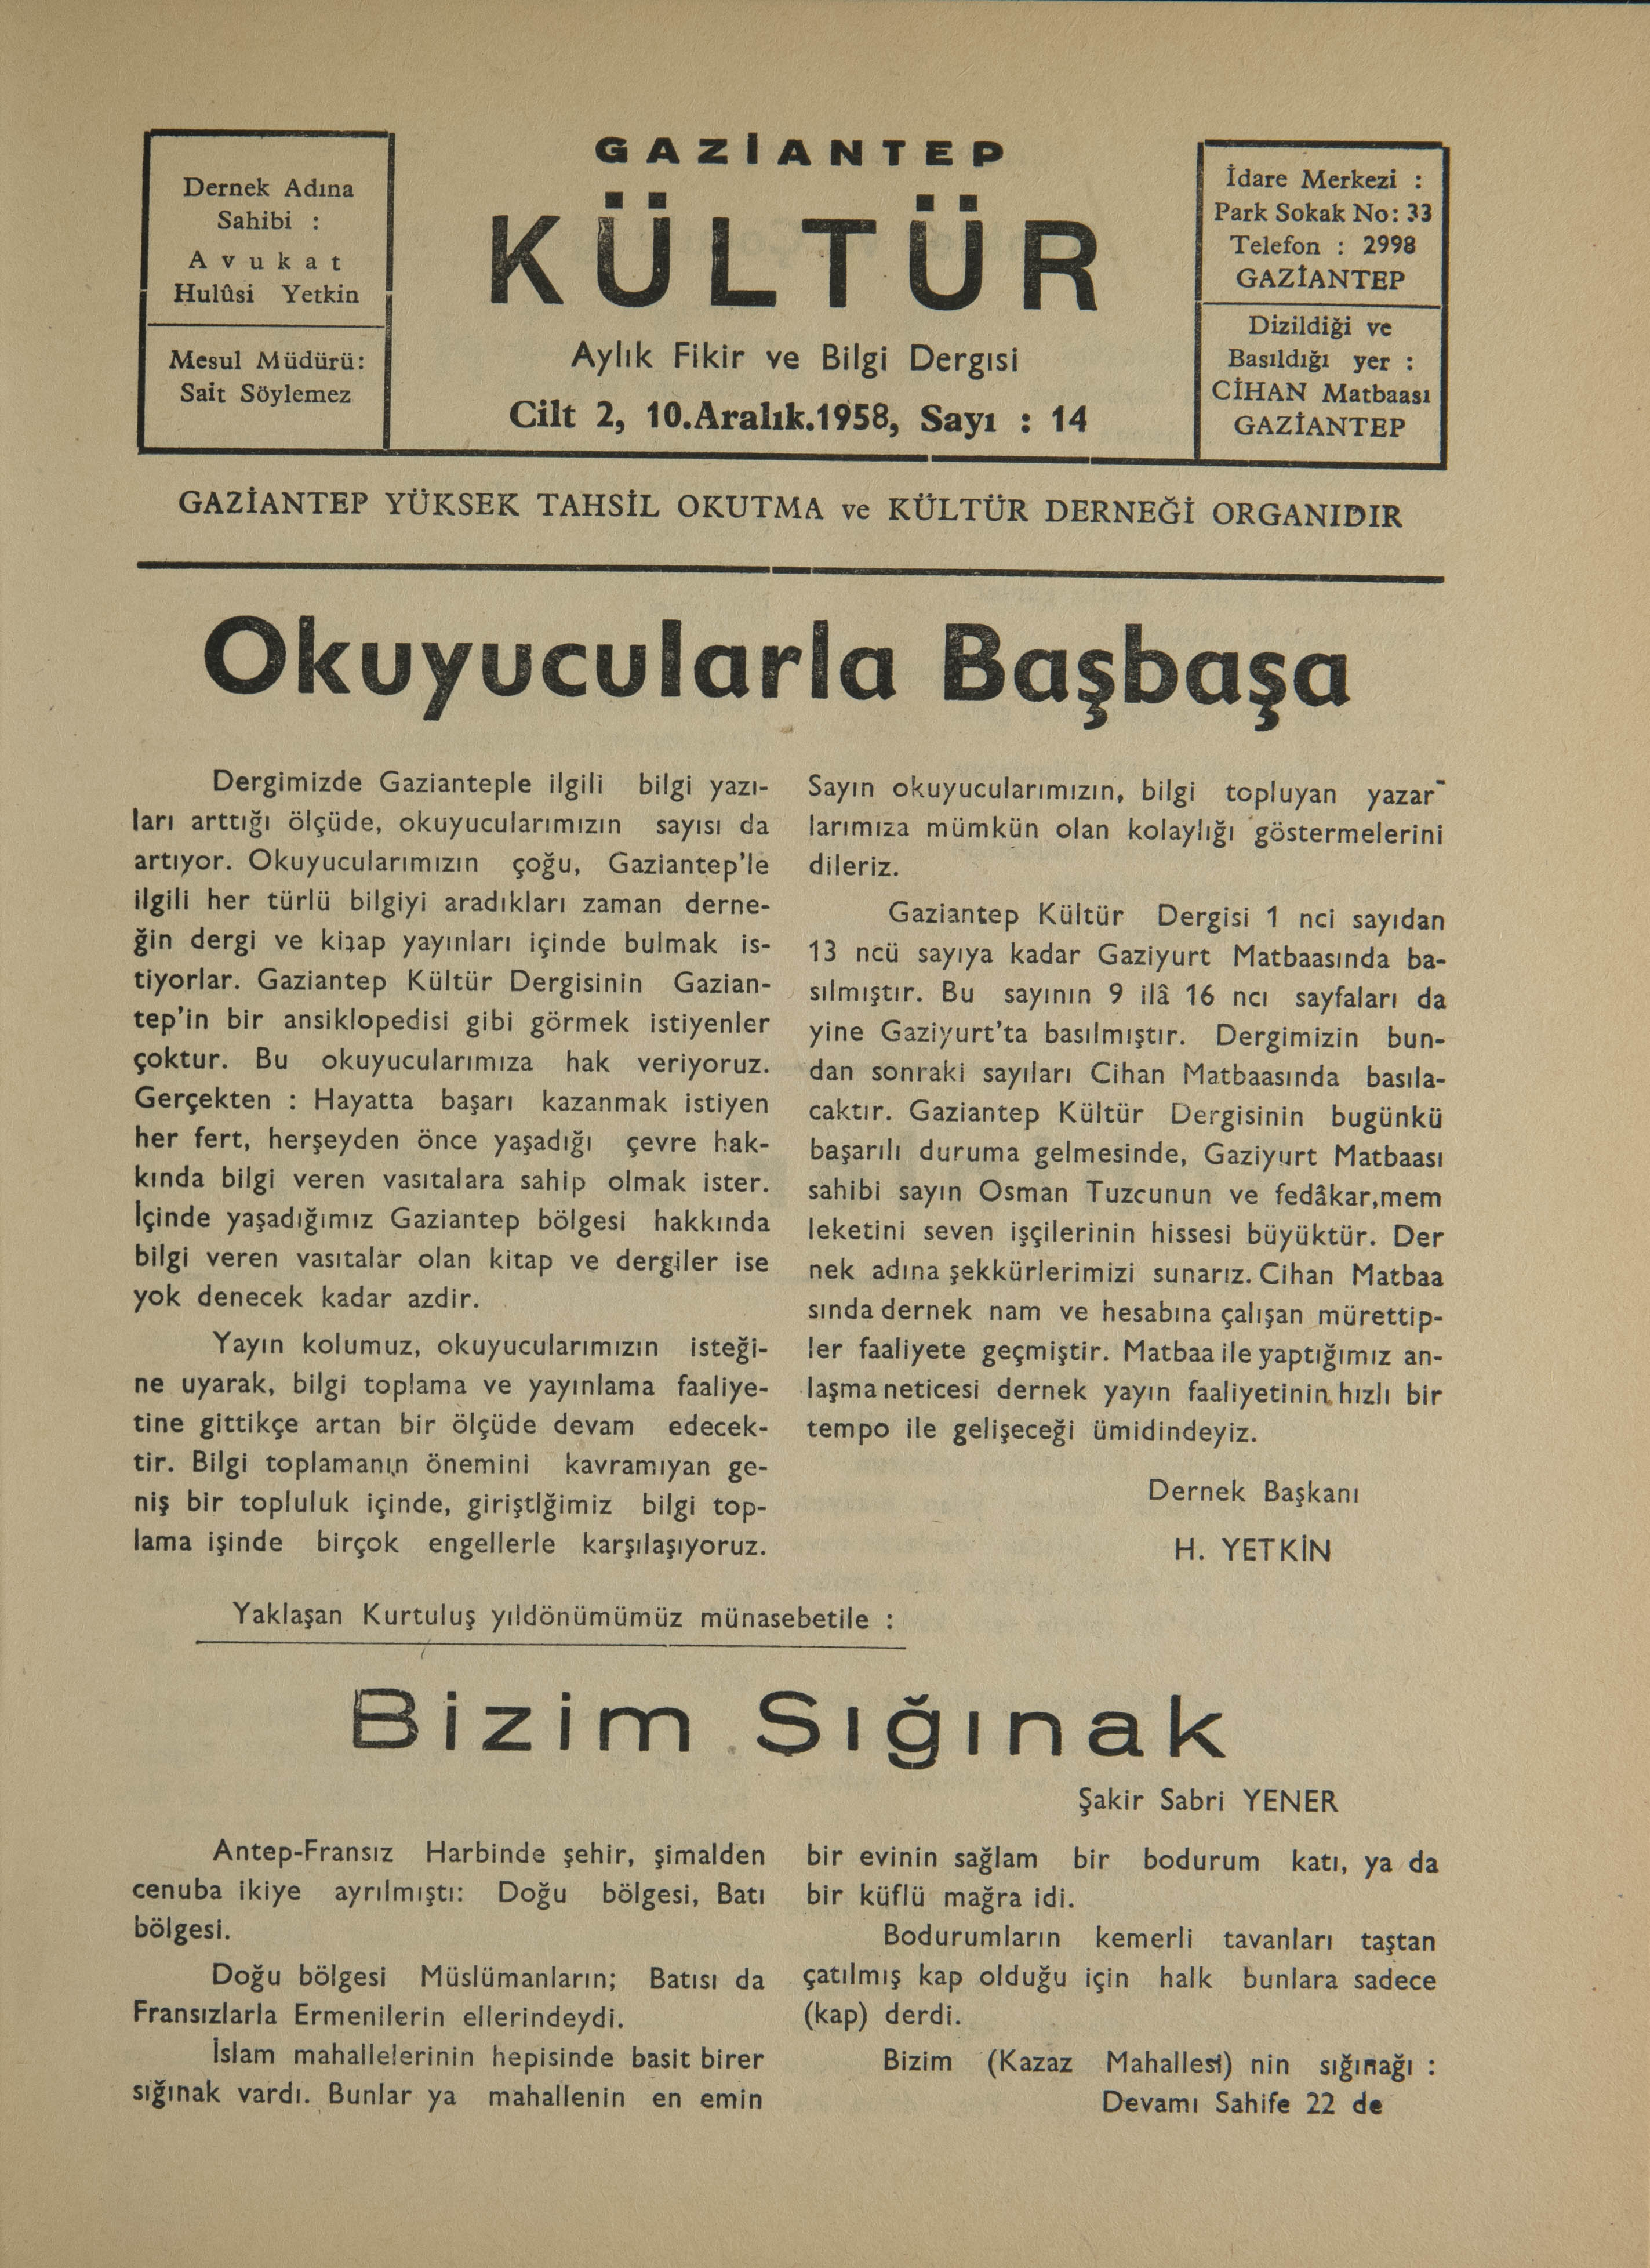 Dernek Adına
Sahibi :
Avukat
Hulûsi Yetkin
Mesul Müdürü:
Sait Söylemez
GAZİANTEP
KÜLTÜR
Aylık Fikir ve Bilgi Dergısi
Cilt 2, 10.Aralık.1958, Sayı : 14
İdare Merkezi :
Park Sokak No: 33
Telefon : 2998
GAZİANTEP
Dizildiği ve
Basıldığı yer :
CİHAN Matbaası
GAZİANTEP
GAZİANTEP YÜKSEK TAHSİL OKUTMA ve KÜLTÜR DERNEĞİ ORGANIDIR
Okuyucularla Başbaşa
Dergimizde Gazianteple ilgili bilgi yazı-
ları arttığı ölçüde, okuyucularımızın sayısı da
artıyor. Okuyucularımızın çoğu, Gaziantep'le
ilgili her türlü bilgiyi aradıkları zaman derne-
ğin dergi ve kitap yayınları içinde bulmak is-
tiyorlar. Gaziantep Kültür Dergisinin Gazian-
tep'in bir ansiklopedisi gibi görmek istiyenler
çoktur. Bu okuyucularımıza hak veriyoruz.
Gerçekten : Hayatta başarı kazanmak istiyen
her fert, herşeyden önce yaşadığı çevre hak-
kında bilgi veren vasıtalara sahip olmak ister.
İçinde yaşadığımız Gaziantep bölgesi hakkında
bilgi veren vasıtalar olan kitap ve dergiler ise
yok denecek kadar azdir.
Yayın kolumuz, okuyucularımızın isteği-
ne uyarak, bilgi toplama ve yayınlama faaliye-
tine gittikçe artan bir ölçüde devam edecek-
tir. Bilgi toplamanın önemini kavramıyan ge-
niş bir topluluk içinde, giriştlğimiz bilgi top-
lama işinde birçok engellerle karşılaşıyoruz.
Sayın okuyucularımızın, bilgi topluyan yazar-
larımıza mümkün olan kolaylığı göstermelerini
dileriz.
Gaziantep Kültür Dergisi 1 nci sayıdan
13 ncü sayıya kadar Gaziyurt Matbaasında ba-
sılmıştır. Bu sayının 9 ilâ 16 ncı sayfaları da
yine Gaziyurt'ta basılmıştır. Dergimizin bun-
dan sonraki sayıları Cihan Matbaasında basıla-
caktır. Gaziantep Kültür Dergisinin bugünkü
başarılı duruma gelmesinde, Gaziyurt Matbaası
sahibi sayın Osman Tuzcunun ve fedâkar,mem
leketini seven işçilerinin hissesi büyüktür. Der
nek adına şekkürlerimizi sunarız. Cihan Matbaa
sında dernek nam ve hesabına çalışan mürettip-
ler faaliyete geçmiştir. Matbaa ile yaptığımız an-
laşma neticesi dernek yayın faaliyetinin hızlı bir
tempo ile gelişeceği ümidindeyiz.
Dernek Başkanı
H. YETKİN
Yaklaşan Kurtuluş yıldönümümüz münasebetile :
Bizim Sığınak
Şakir Sabri YENER
Antep-Fransız Harbinde şehir, şimalden
cenuba ikiye ayrılmıştı: Doğu bölgesi, Batı
bölgesi.
Doğu bölgesi Müslümanların; Batısı da
Fransızlarla Ermenilerin ellerindeydi.
İslam mahallelerinin hepisinde basit birer
sığınak vardı. Bunlar ya mahallenin en emin
bir evinin sağlam bir bodurum katı, ya da
bir küflü mağra idi.
Bodurumların kemerli tavanları taştan
çatılmış kap olduğu için halk bunlara sadece
(kap) derdi.
Bizim (Kazaz Mahallesi) nin sığınağı :
Devamı Sahife 22 de